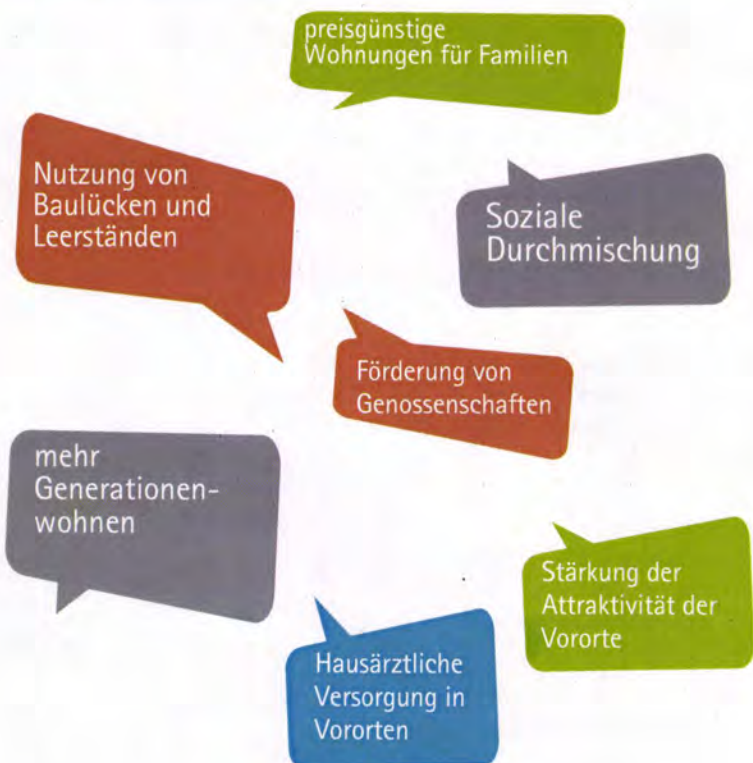 preisgünstige
Wohnungen für Familien
Nutzung von
Baulücken und
Leerständen
Soziale
Durchmischung
Förderung von
Genossenschaften
mehr
Generationen-
wohnen
Stärkung der
Attraktivität der
Vororte
Hausärztliche
Versorgung in
Vororten